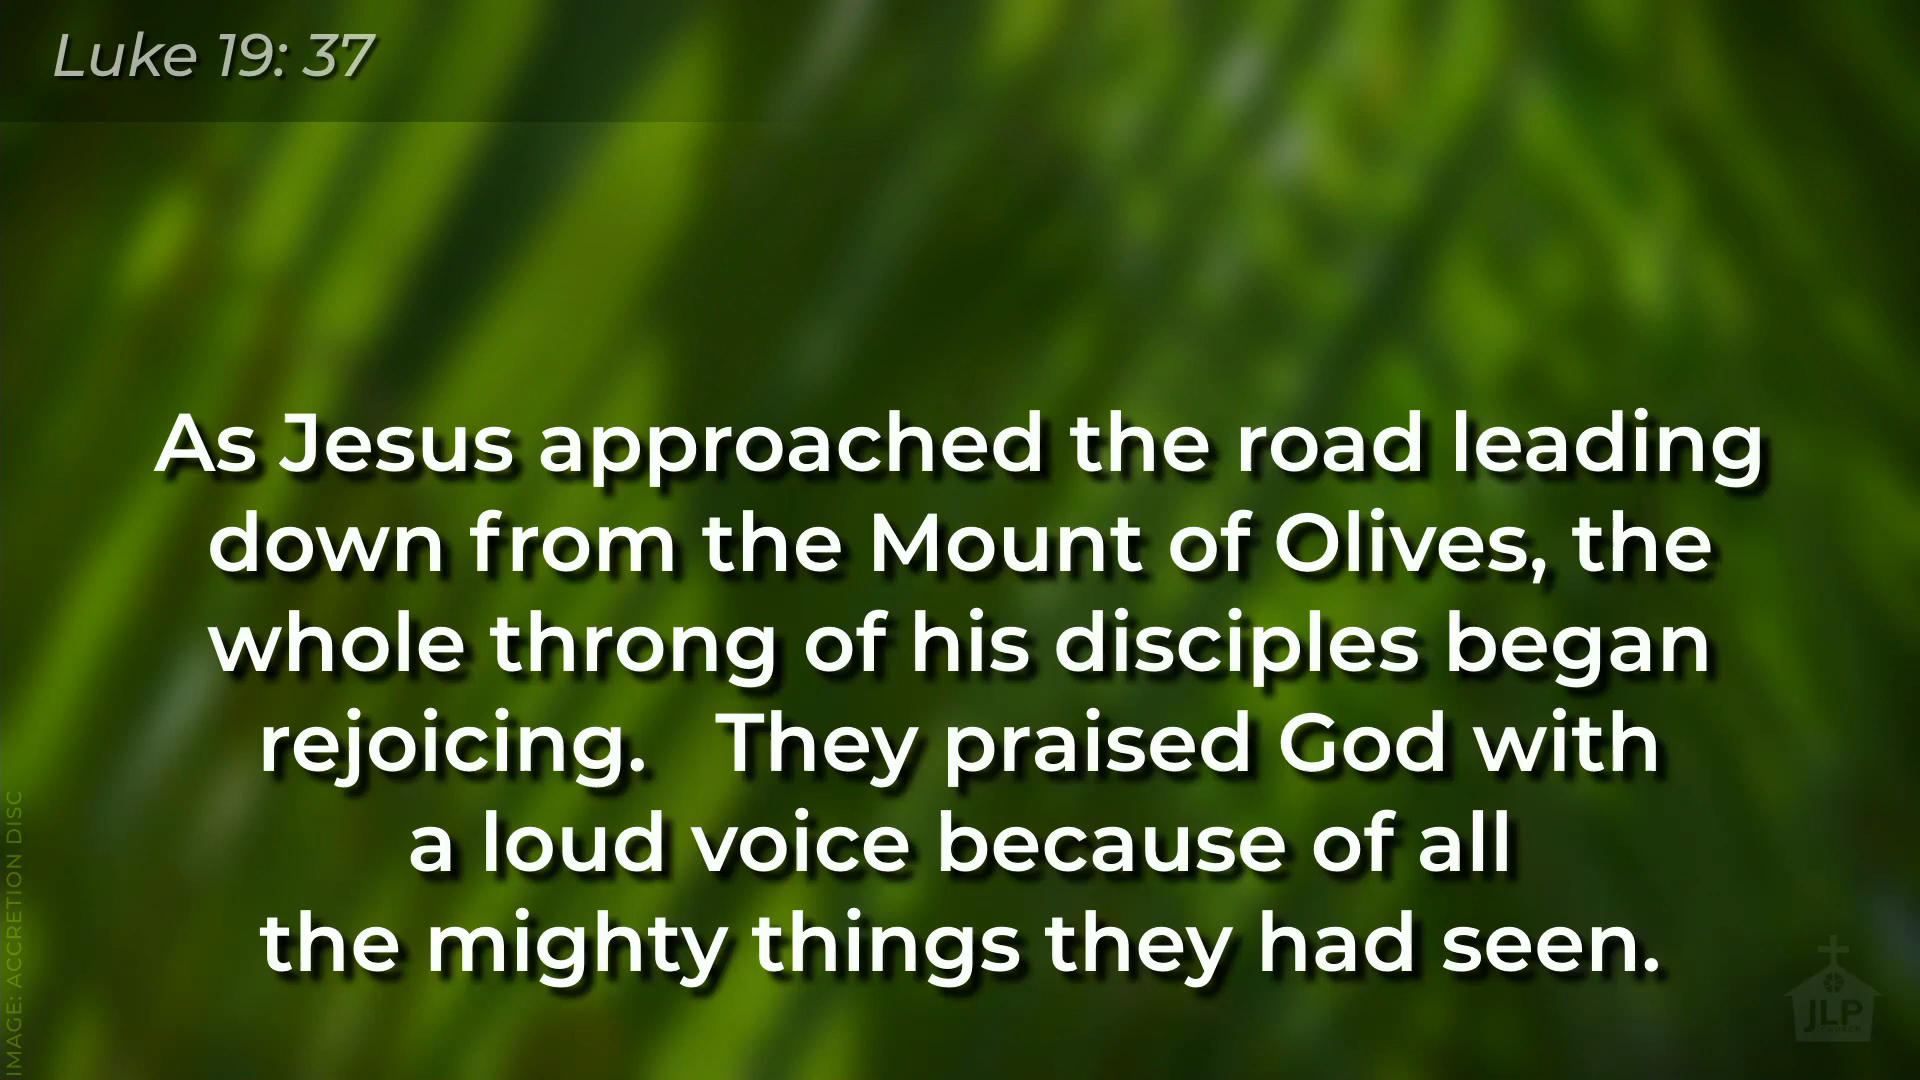 Luke 19: 37
As Jesus approached the road leading
down from the Mount of Olives, the
whole throng of his disciples began
rejoicing.   They praised God with
a loud voice because of all
the mighty things they had seen.
IMAGE: ACCRETION DISC
JLP
CHURCH